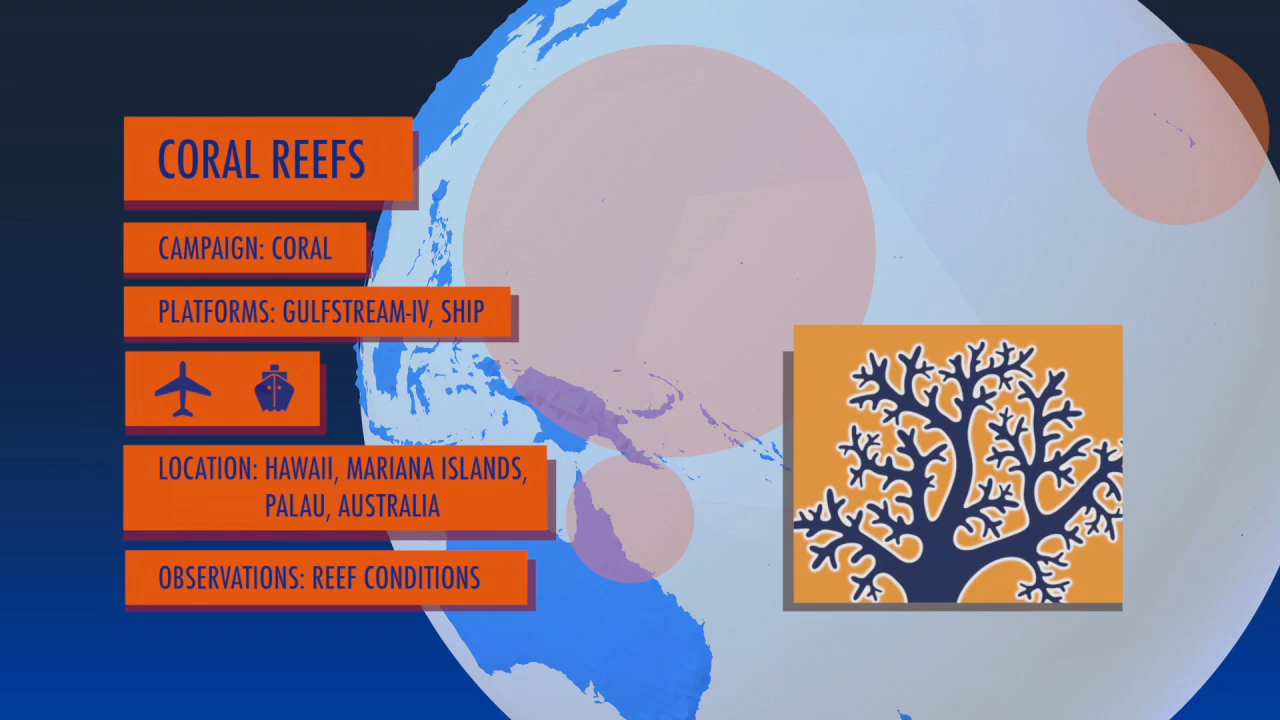 CORAL REEFS
CAMPAIGN: CORAL
PLATFORMS: GULFSTREAM-IV, SHIP
LOCATION: HAWAII, MARIANA ISLANDS,
PALAU, AUSTRALIA
OBSERVATIONS: REEF CONDITIONS